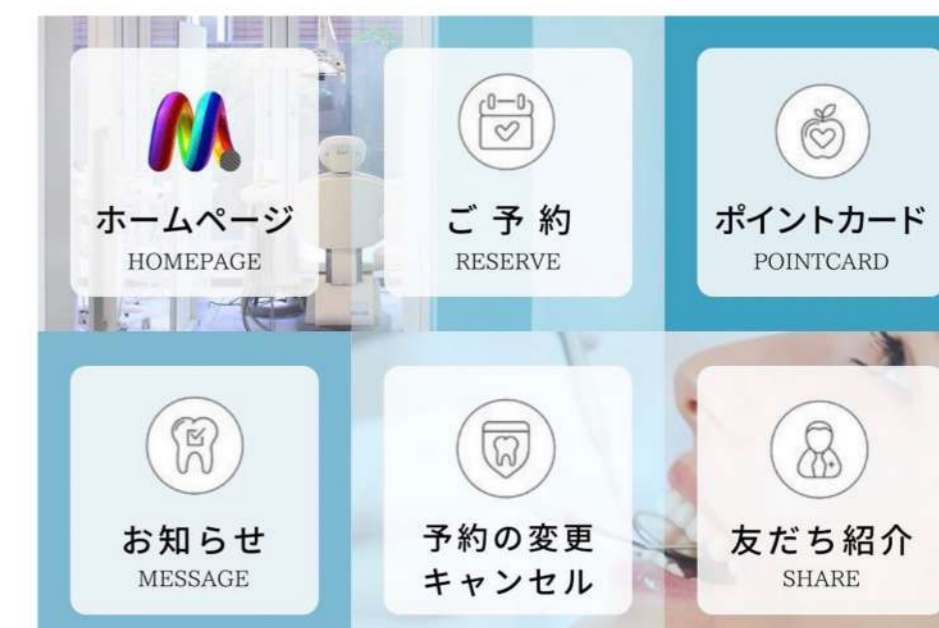 ホームページ
HOMEPAGE
ご予約
RESERVE
ポイントカード
POINTCARD
お知らせ
MESSAGE
予約の変更
キャンセル
友だち紹介
SHARE